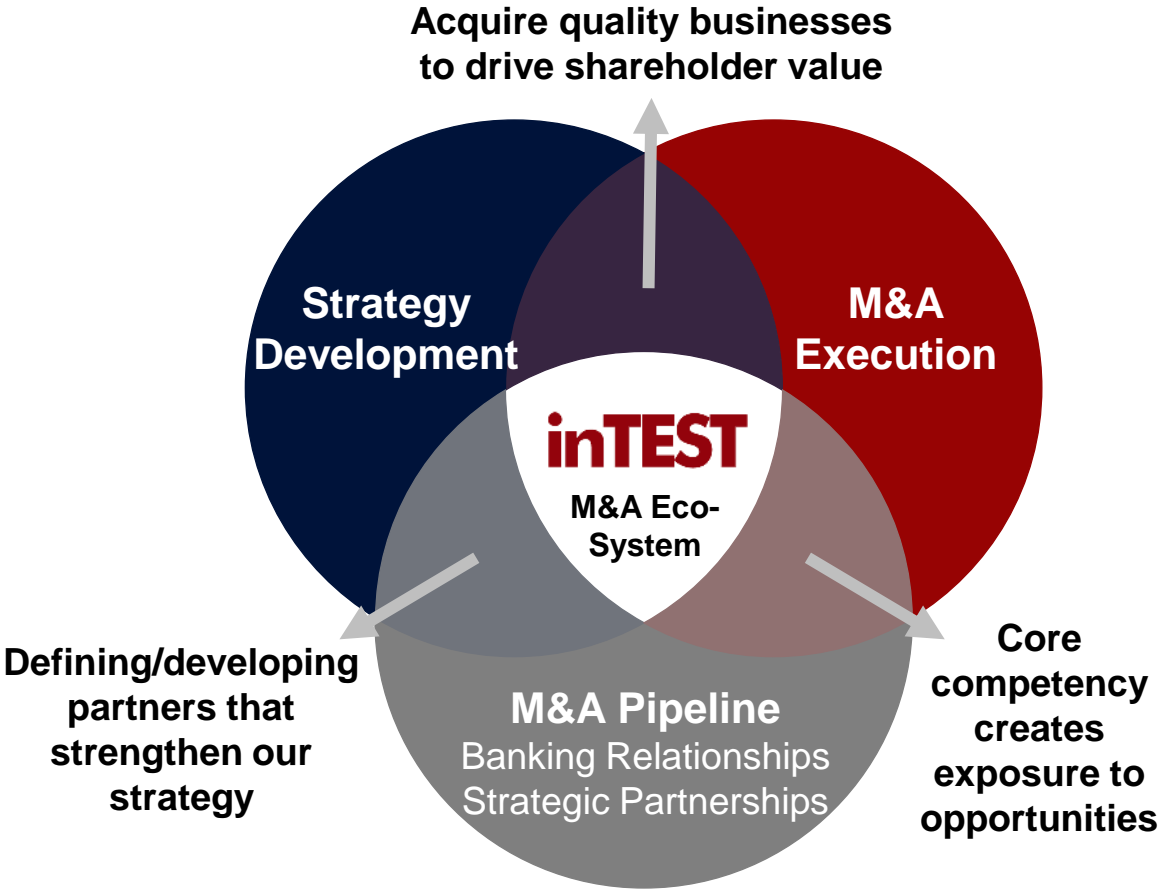 Acquire quality businesses
to drive shareholder value
Strategy
Development
M&A
Execution
inTEST
M&A Eco-
System
Defining/developing
partners that
strengthen our
strategy
M&A Pipeline
Banking Relationships
Strategic Partnerships
Core
competency
creates
exposure to
opportunities